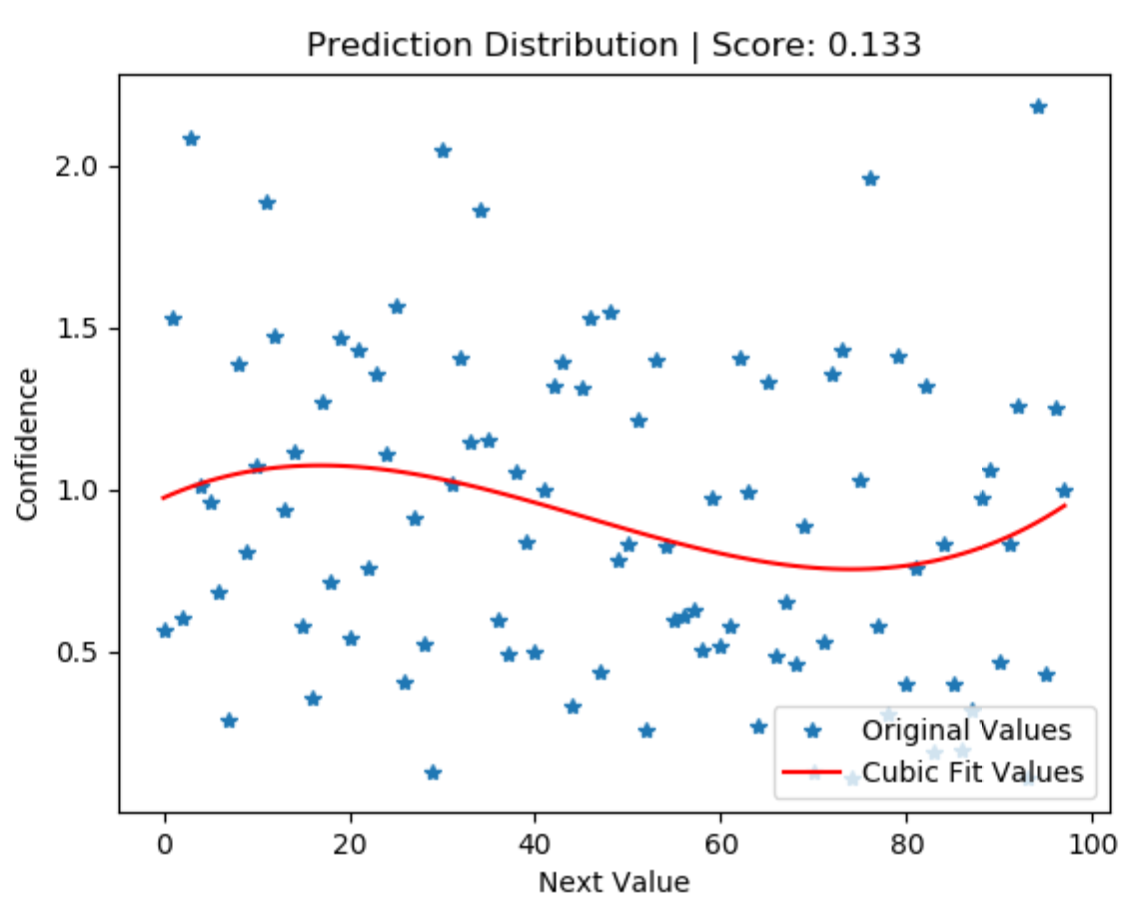 Prediction Distribution | Score: 0.133
2.0
1.5
1.0
0.5
Confidence
Original Values
Cubic Fit Values
0 20 40 60 80 100
Next Value